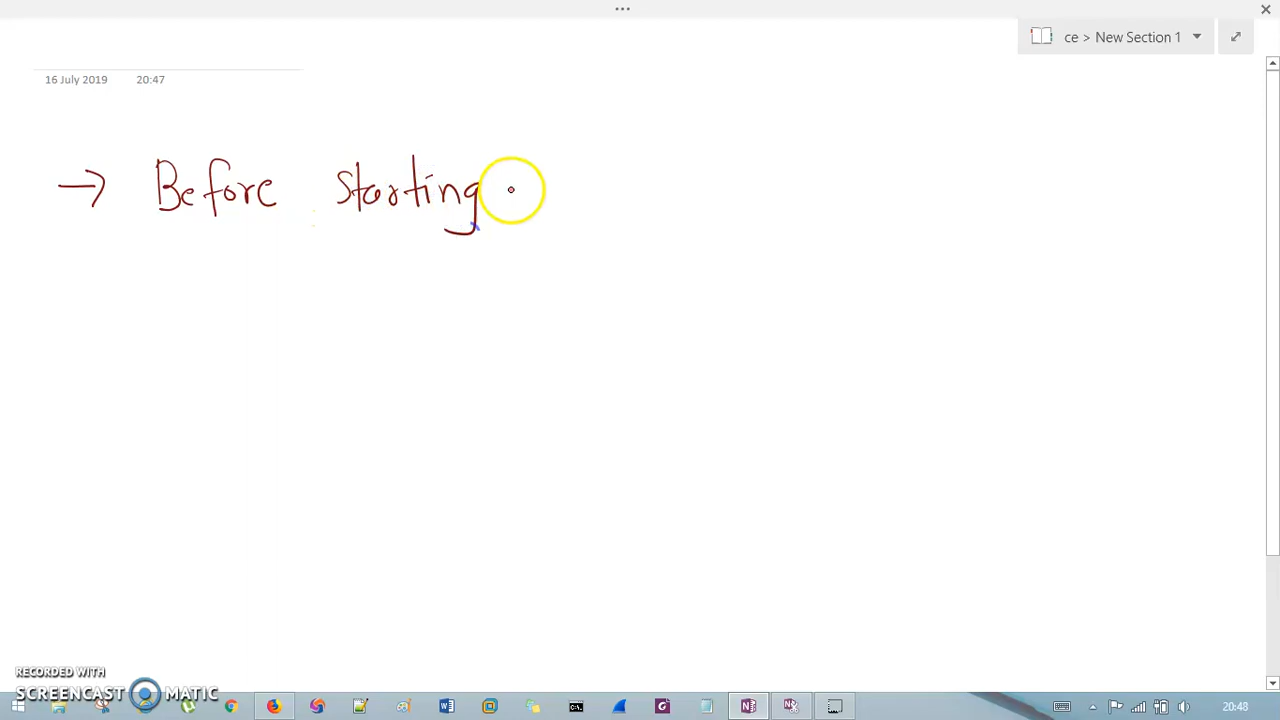 ...
ce > New Section 1
16 July 2019 20:47
→ Before Starting
RECORDED WITH
SCREENCAST MATIC
20:48